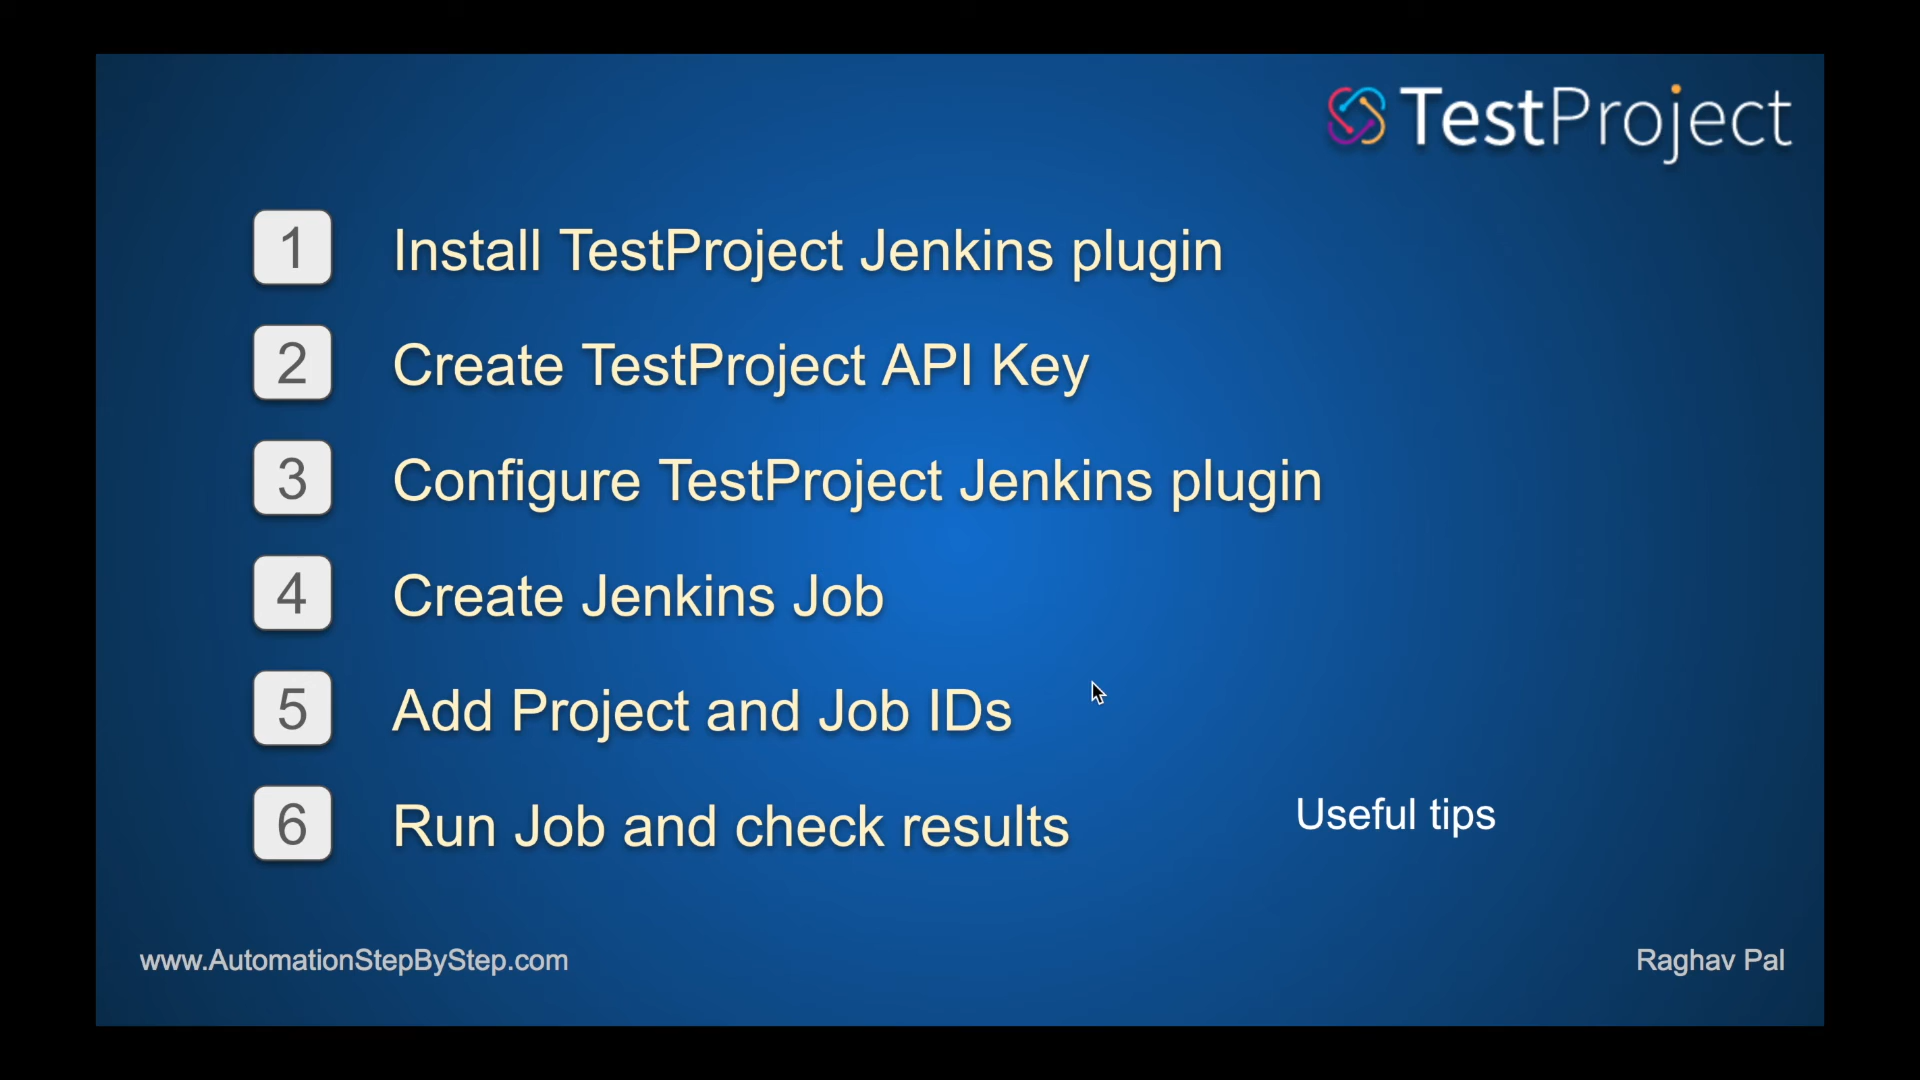 TestProject
1 Install TestProject Jenkins plugin
2 Create TestProject API Key
3 Configure TestProject Jenkins plugin
4 Create Jenkins Job
5 Add Project and Job IDs
6 Run Job and check results
Useful tips
www.AutomationStepByStep.com
Raghav Pal